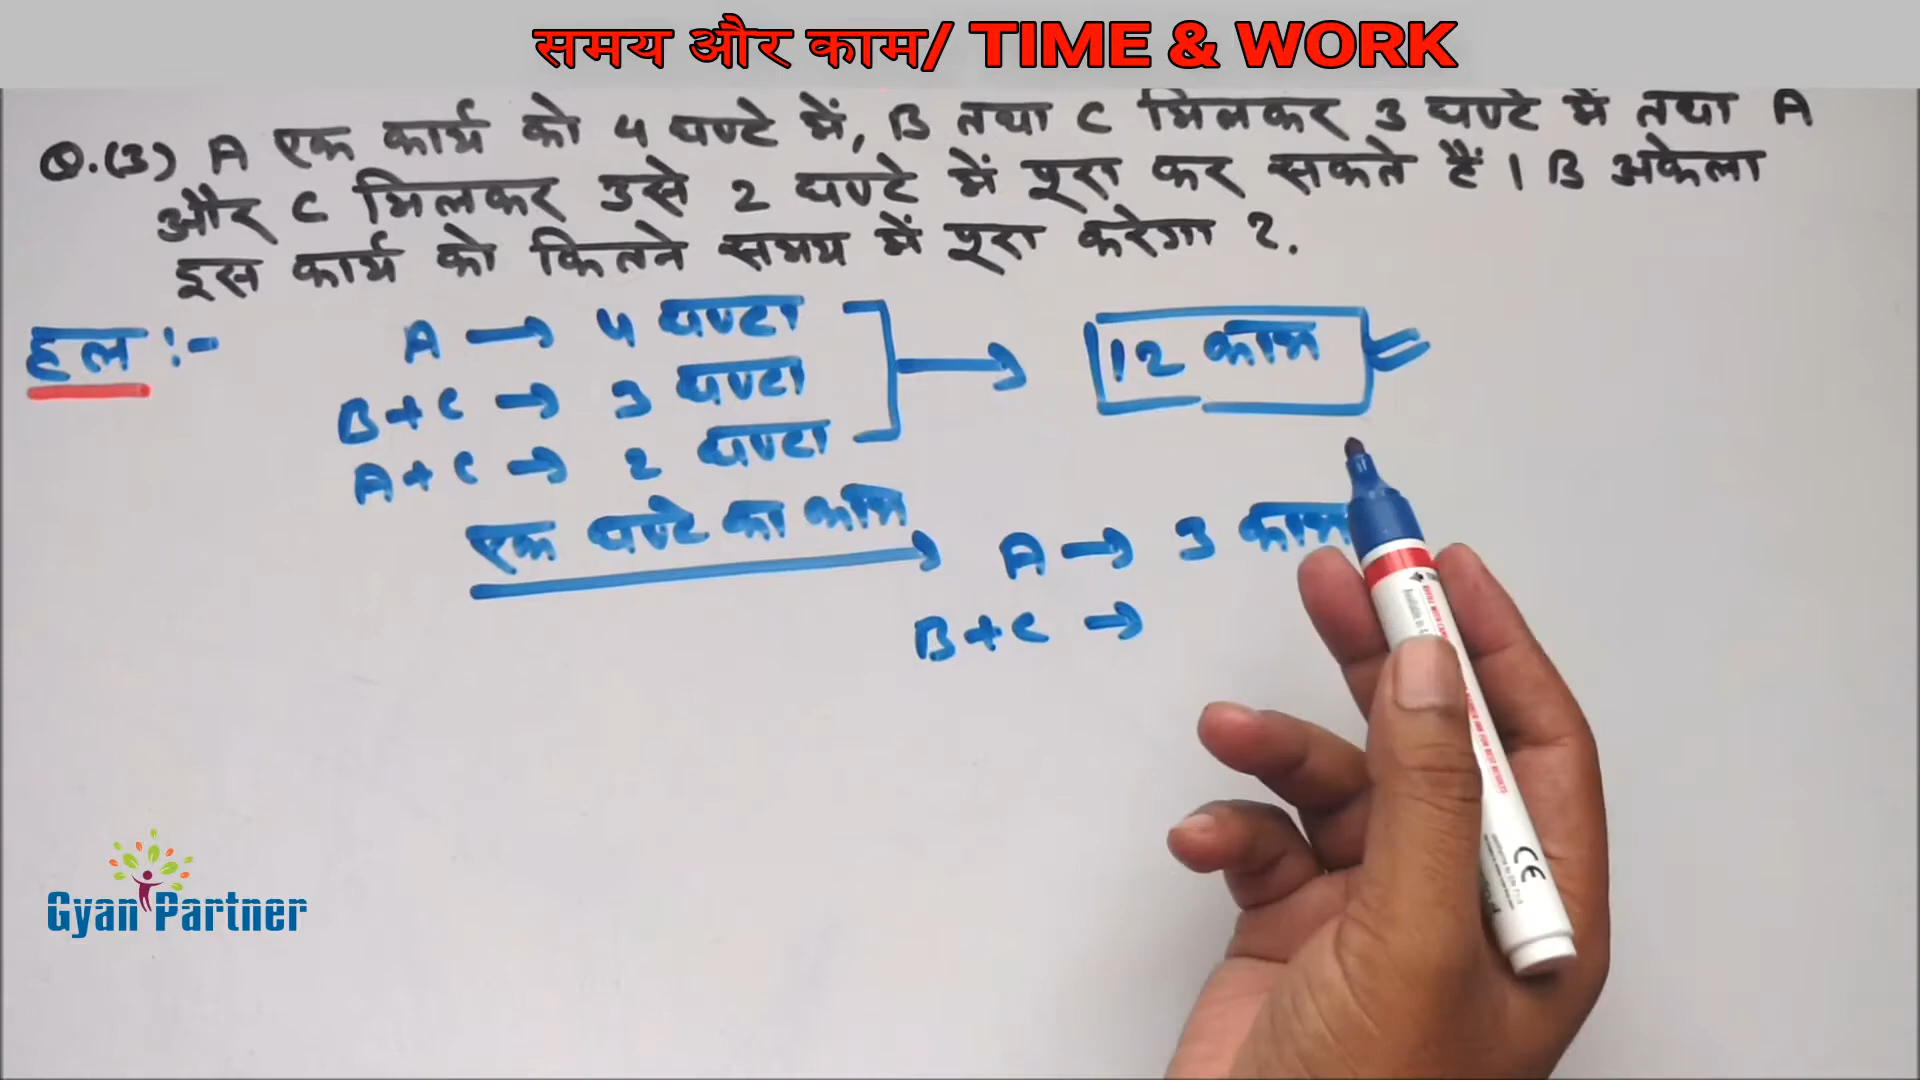 समय और काम/ TIME & WORK
Q.(3) A एक कार्य को 4 घण्टे में, B तथा C मिलकर 3 घण्टे में तथा A
और C मिलकर उसे 2 घण्टे में पूरा कर सकते हैं। B अकेला
इस कार्य को कितने समय में पूरा करेगा ?.
हल :-
A → 4 घण्टा
B+C → 3 घण्टा
A+C → 2 घण्टा
12 काम
एक घण्टे का काम
A → 3 काम
B+C →
Gyan Partner
CE